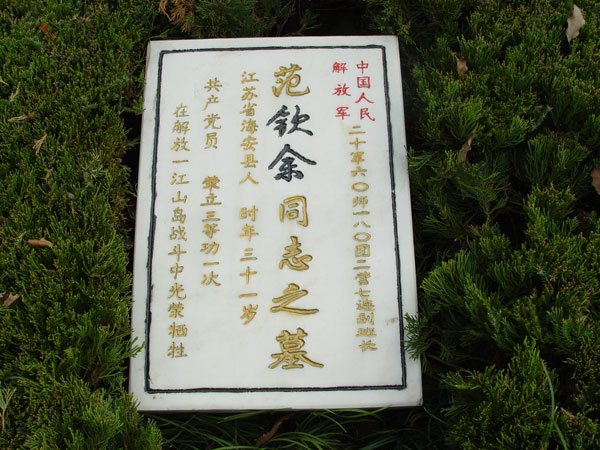 中国人民
解放军
二十军六〇师一八〇团二营七连副班长
范钦余同志之墓
江苏省海安县人 时年三十一岁
共产党员 立三等功一次
在解放一江山岛战斗中光荣牺牲